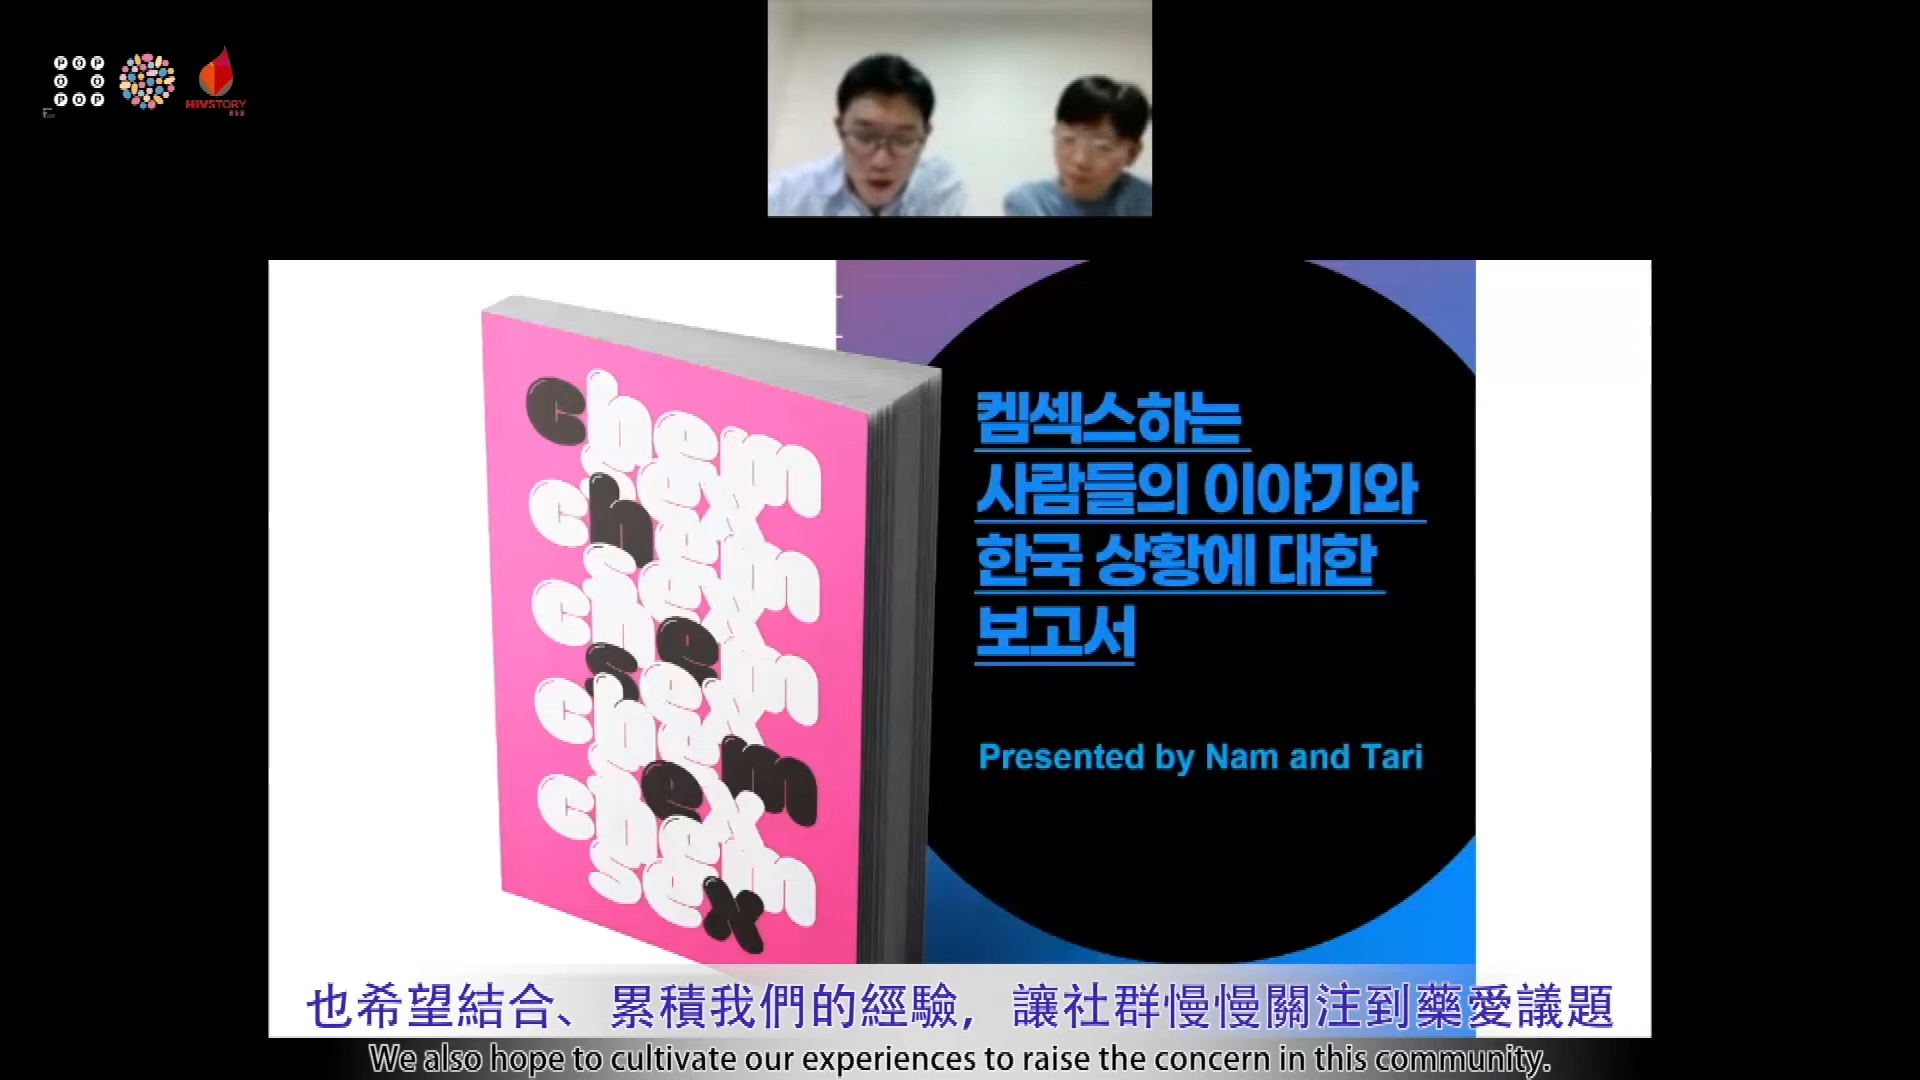 POP
O O
POP
HIVSTORY
chem
chem
chem
chem
chem
sex
켐섹스하는
사람들의 이야기와
한국 상황에 대한
보고서
Presented by Nam and Tari
也希望結合、累積我們的經驗，讓社群慢慢關注到藥愛議題
We also hope to cultivate our experiences to raise the concern in this community.